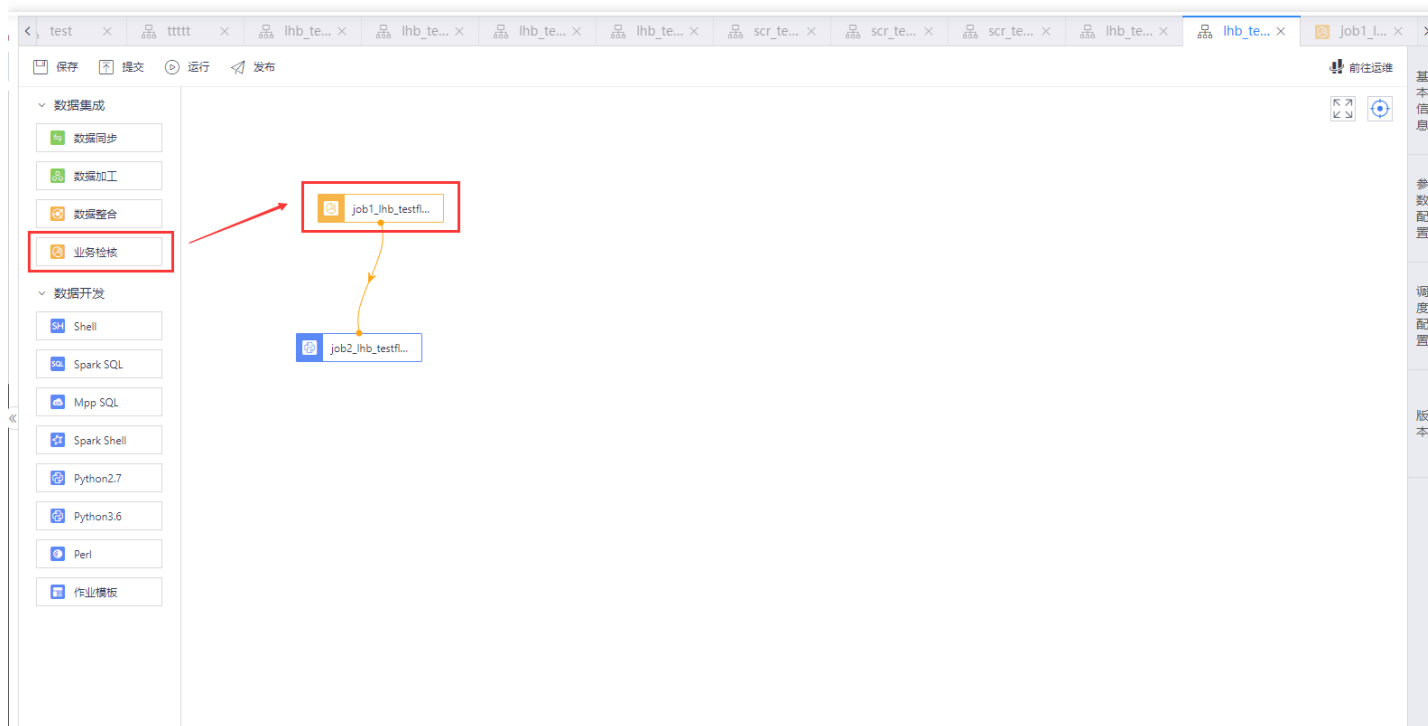 test
ttttt
lhb_te...
lhb_te...
lhb_te...
lhb_te...
scr_te...
scr_te...
scr_te...
lhb_te...
lhb_te...
job1_l...
保存
提交
运行
发布
前往运维
数据集成
数据同步
数据加工
数据整合
业务检核
数据开发
SH Shell
SQL Spark SQL
Mpp SQL
Spark Shell
Python2.7
Python3.6
Perl
作业模板
job1_lhb_testfl...
job2_lhb_testfl...
基本信息
参数配置
调度配置
版本